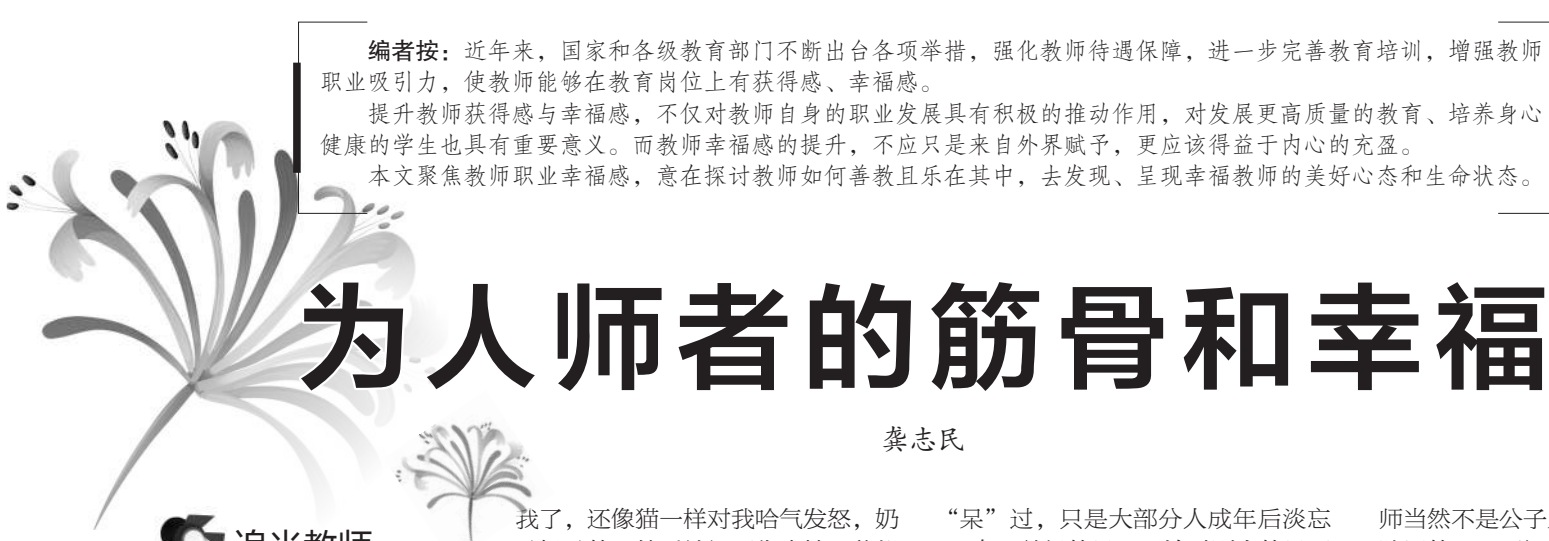 编者按：近年来，国家和各级教育部门不断出台各项举措，强化教师待遇保障，进一步完善教育培训，增强教师
职业吸引力，使教师能够在教育岗位上有获得感、幸福感。
提升教师获得感与幸福感，不仅对教师自身的职业发展具有积极的推动作用，对发展更高质量的教育、培养身心
健康的学生也具有重要意义。而教师幸福感的提升，不应只是来自外界赋予，更应该得益于内心的充盈。
本文聚焦教师职业幸福感，意在探讨教师如何善教且乐在其中，去发现、呈现幸福教师的美好心态和生命状态。
为人师者的筋骨和幸福
龚志民
追光教师
我了，还像猫一样对我哈气发怒，奶
“呆”过，只是大部分人成年后淡忘
师当然不是公子